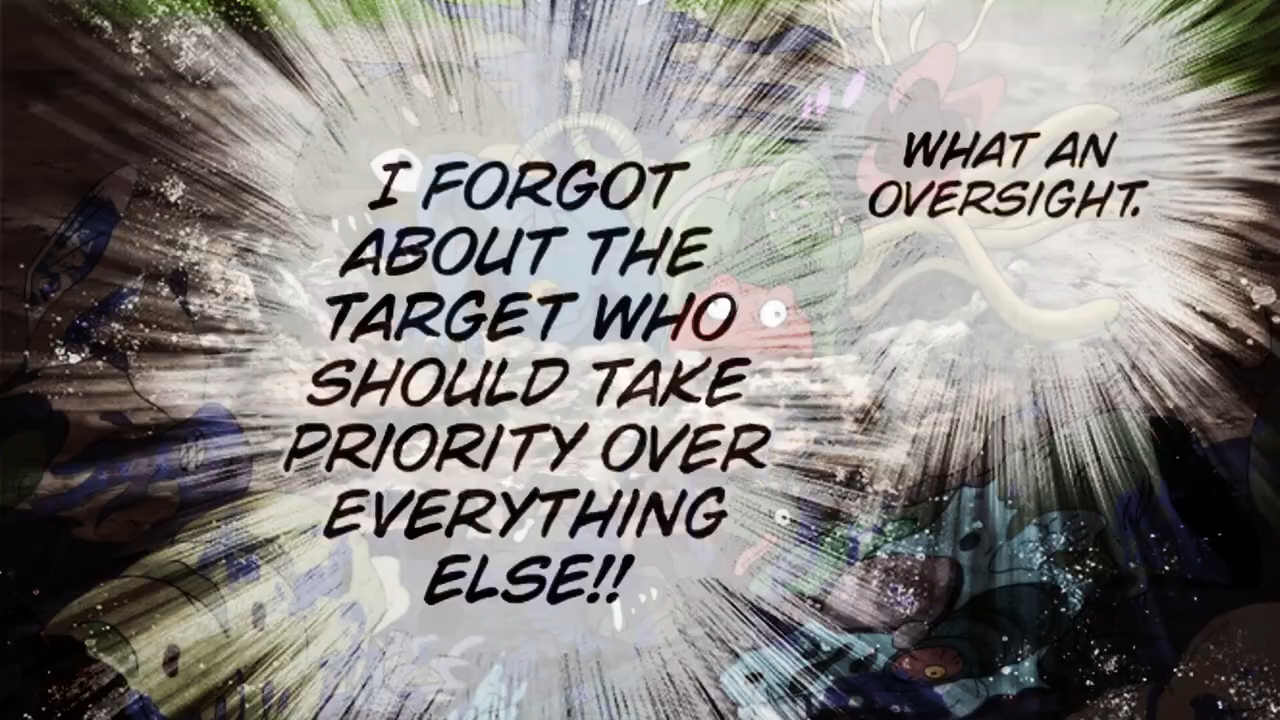 I FORGOT
ABOUT THE
TARGET WHO
SHOULD TAKE
PRIORITY OVER
EVERYTHING
ELSE!!
WHAT AN
OVERSIGHT.